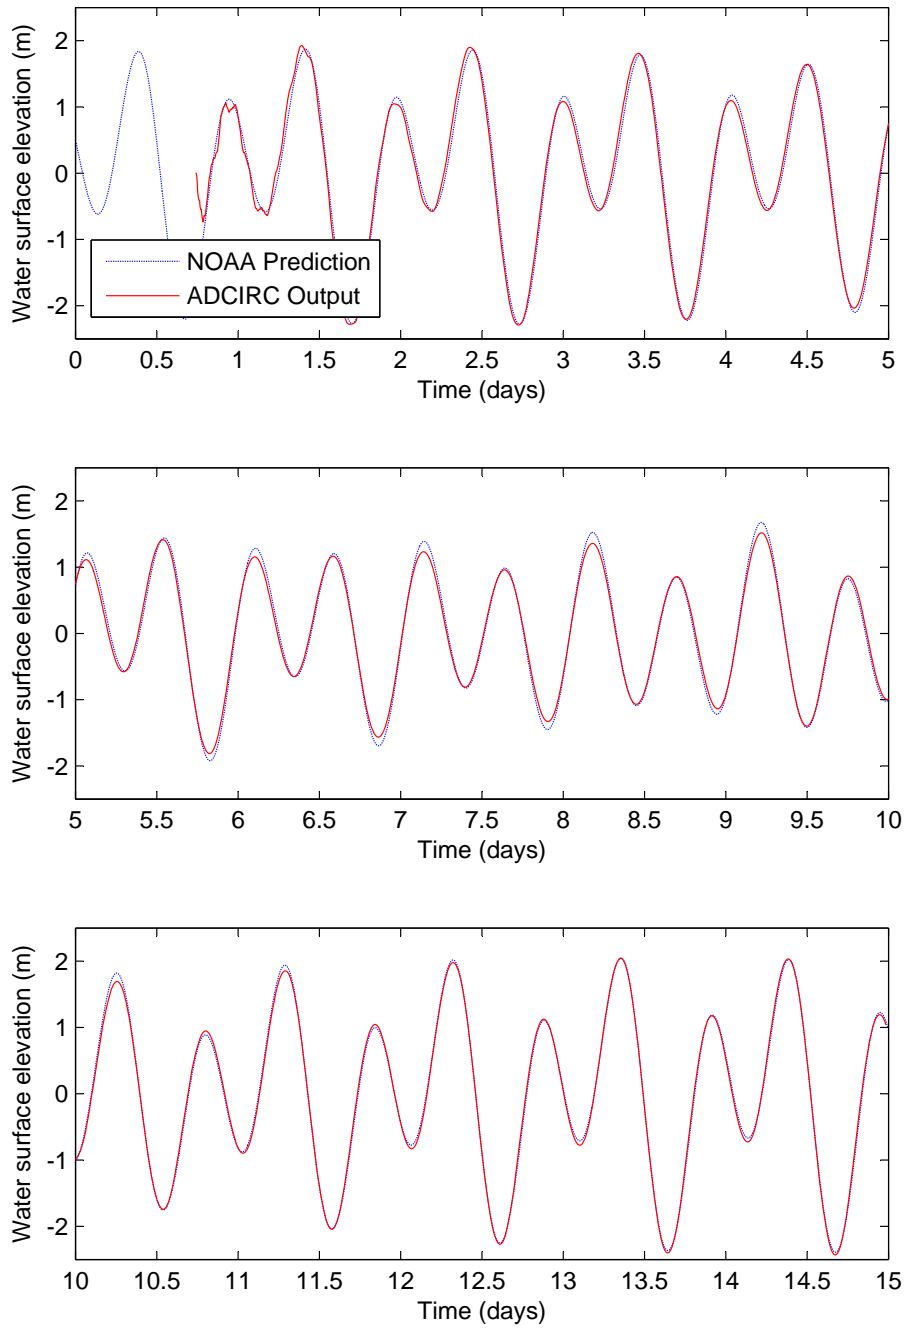 Water surface elevation (m)
2
1
0
-1
-2
NOAA Prediction
ADCIRC Output
0 0.5 1 1.5 2 2.5 3 3.5 4 4.5 5
Time (days)
Water surface elevation (m)
2
1
0
-1
-2
5 5.5 6 6.5 7 7.5 8 8.5 9 9.5 10
Time (days)
Water surface elevation (m)
2
1
0
-1
-2
10 10.5 11 11.5 12 12.5 13 13.5 14 14.5 15
Time (days)